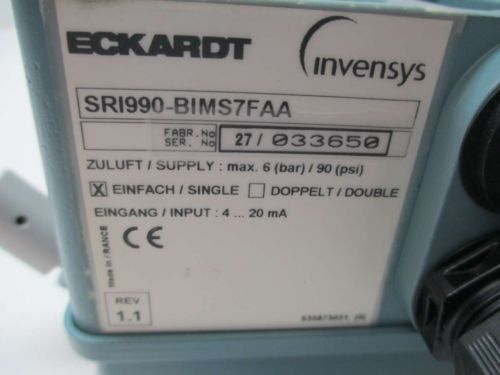 ECKARDT
invensys
SRI990-BIMS7FAA
FABR.No
SER. No
27 / 033650
ZULUFT / SUPPLY : max. 6 (bar) / 90 (psi)
X EINFACH / SINGLE DOPPELT / DOUBLE
EINGANG / INPUT : 4 ... 20 mA
Made in / FRANCE
CE
REV
1.1
535873031 (R)